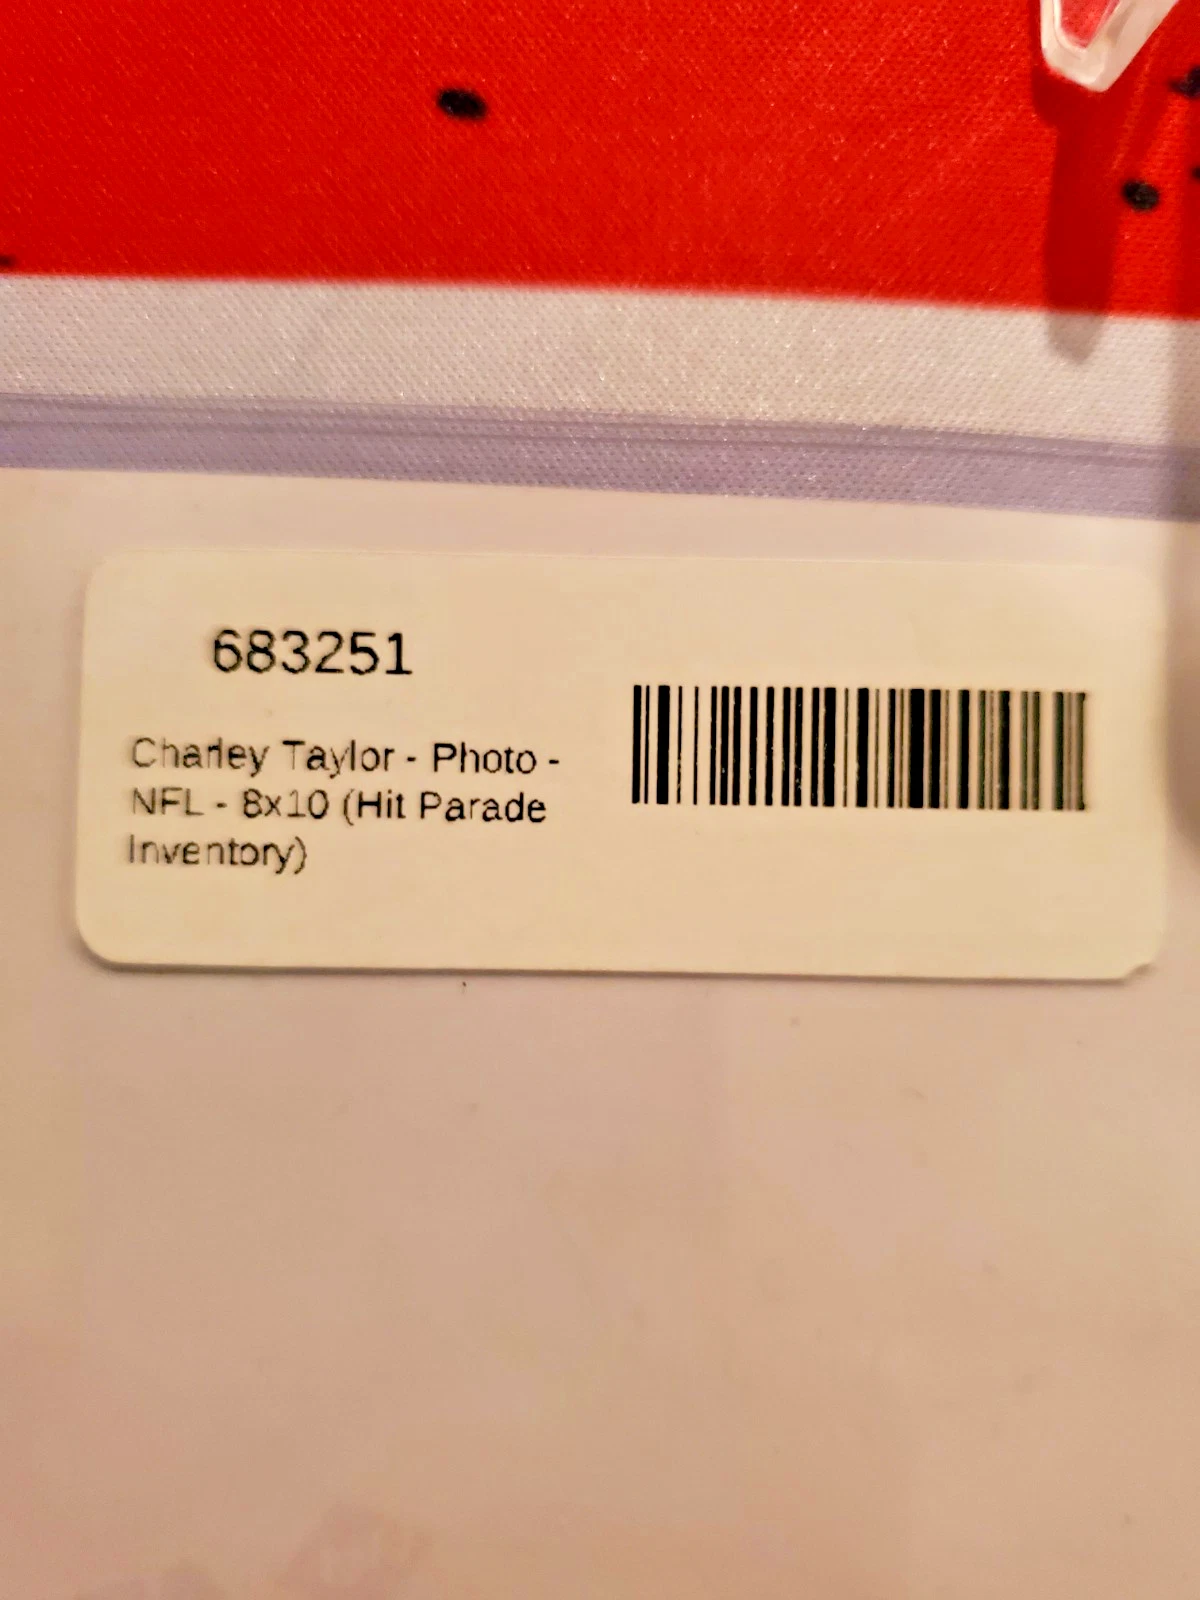 683251
Charley Taylor - Photo -
NFL - 8x10 (Hit Parade
Inventory)